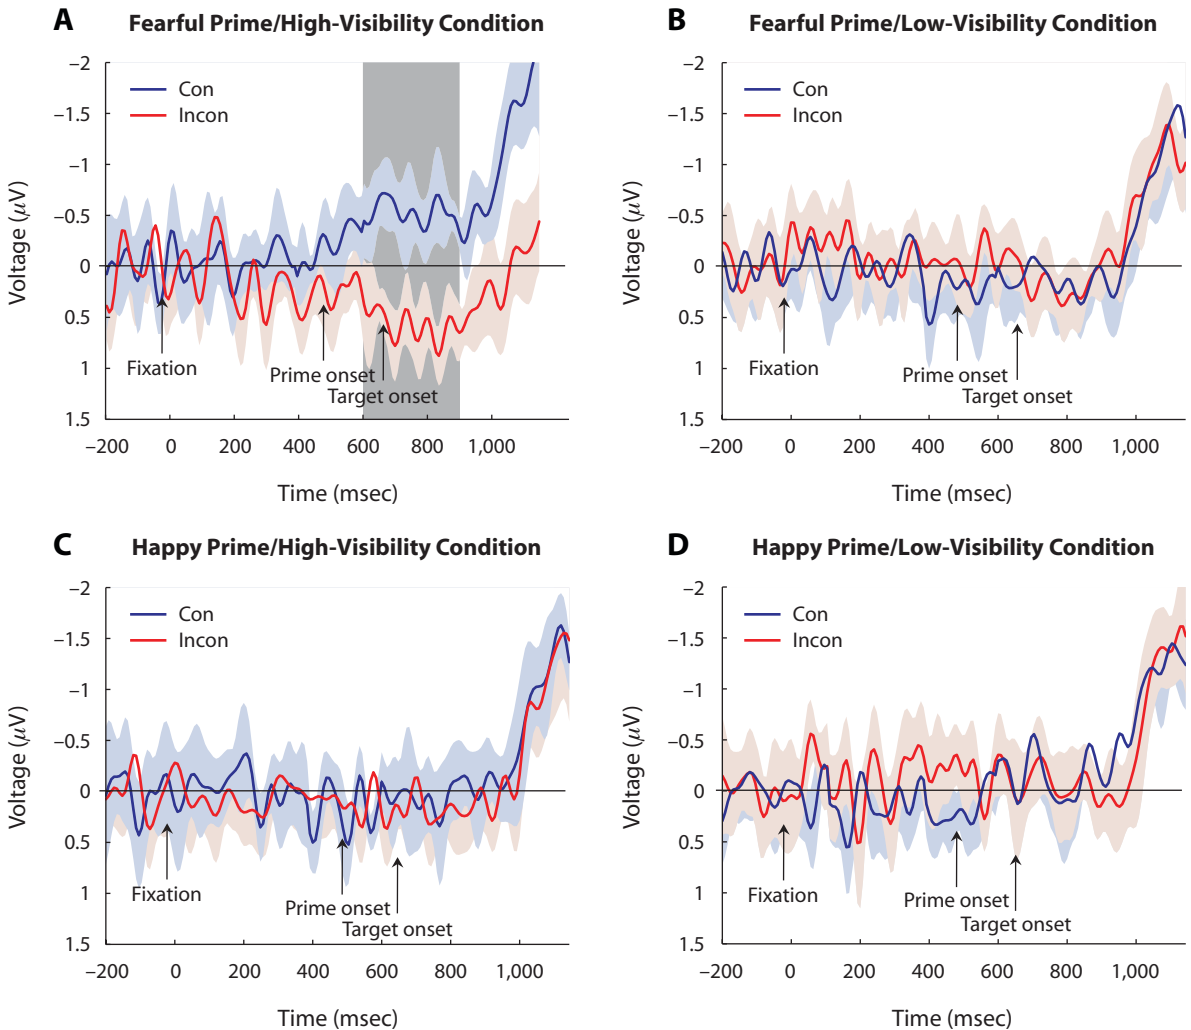 A Fearful Prime/High-Visibility Condition
Voltage (μV)
−2
−1.5
−1
−0.5
0
0.5
1
1.5
Con
Incon
Fixation
Prime onset
Target onset
−200 0 200 400 600 800 1,000
Time (msec)
B Fearful Prime/Low-Visibility Condition
−2
−1.5
−1
−0.5
0
0.5
1
1.5
Voltage (μV)
Con
Incon
Fixation
Prime onset
Target onset
−200 0 200 400 600 800 1,000
Time (msec)
C Happy Prime/High-Visibility Condition
Voltage (μV)
−2
−1.5
−1
−0.5
0
0.5
1
1.5
Con
Incon
Fixation
Prime onset
Target onset
−200 0 200 400 600 800 1,000
Time (msec)
D Happy Prime/Low-Visibility Condition
Voltage (μV)
−2
−1.5
−1
−0.5
0
0.5
1
1.5
Con
Incon
Fixation
Prime onset
Target onset
−200 0 200 400 600 800 1,000
Time (msec)